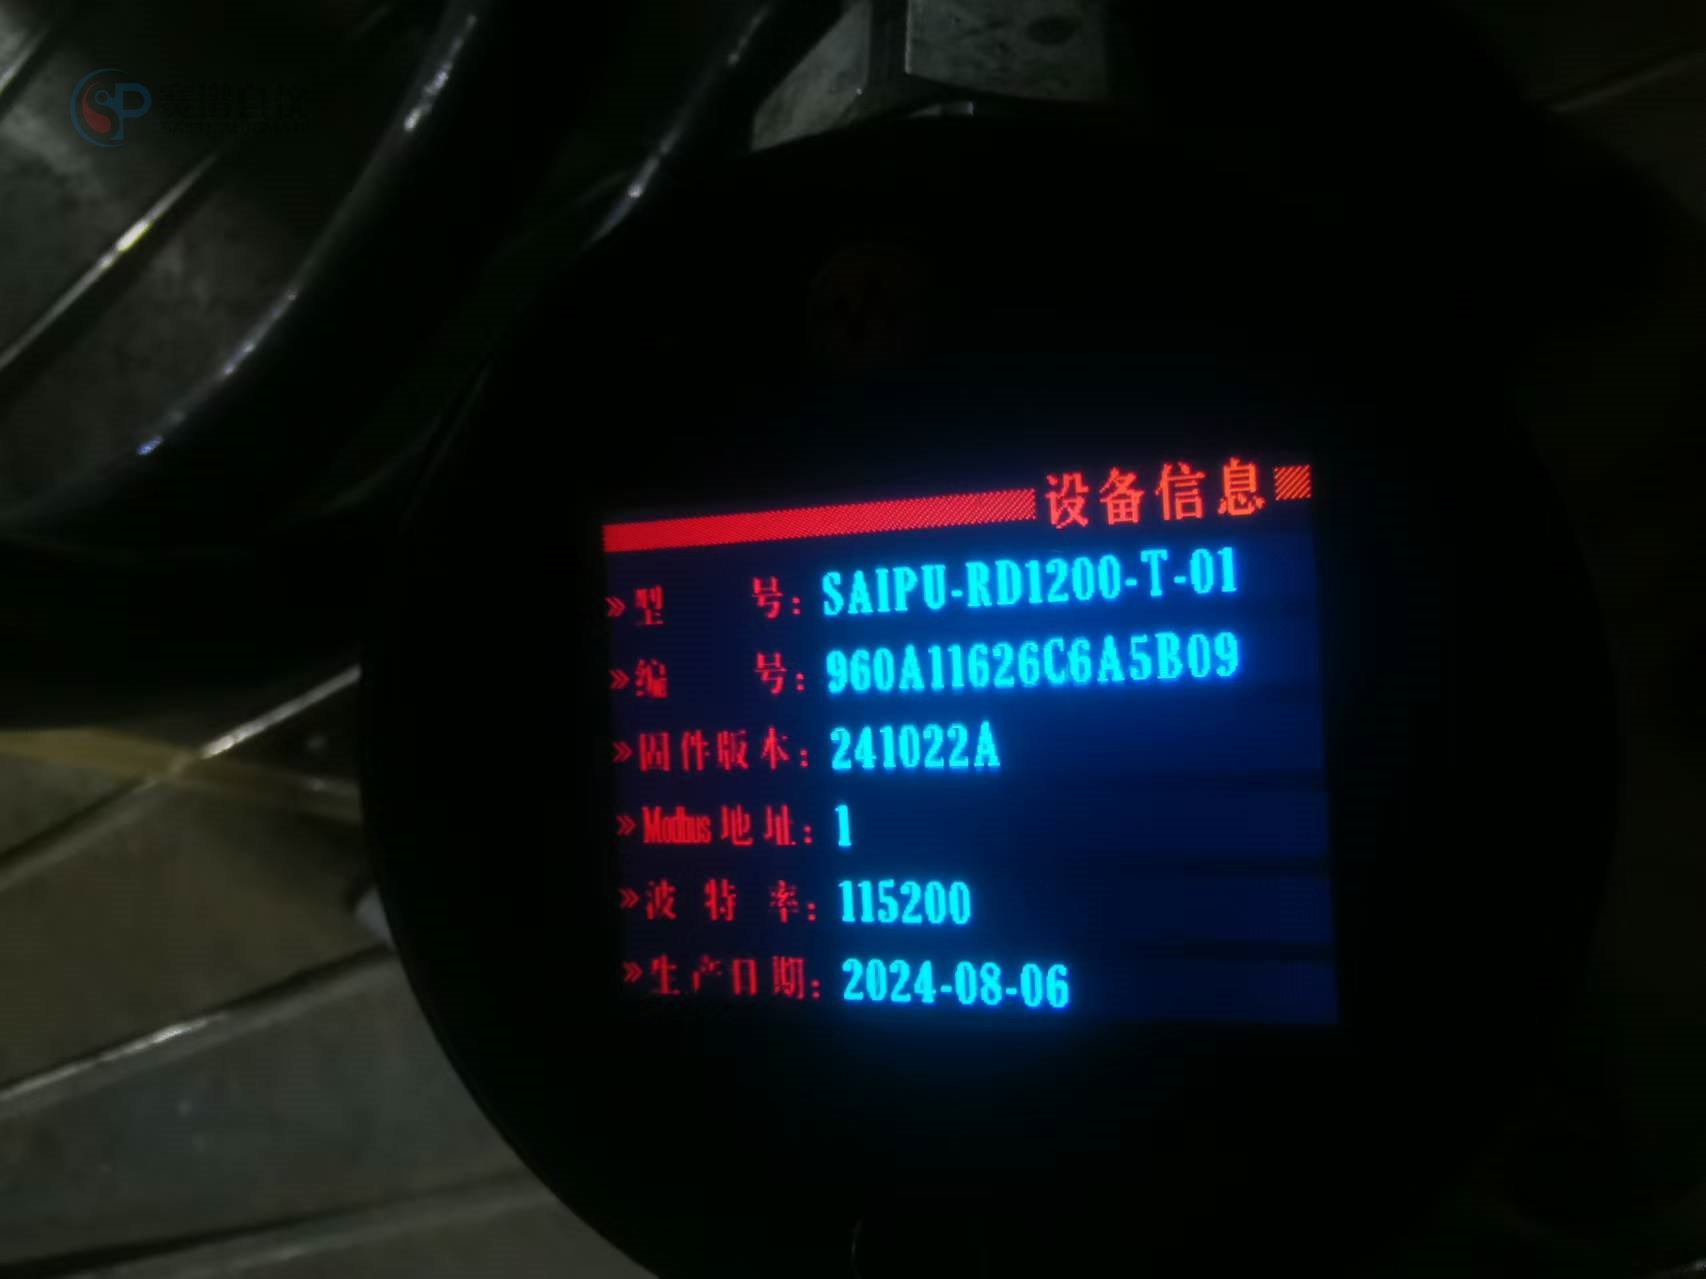 SP
设备信息
»型 号: SAIPU-RD1200-T-01
»编 号: 960A11626C6A5B09
»固件版本: 241022A
»Modbus地址: 1
»波特率: 115200
»生产日期: 2024-08-06